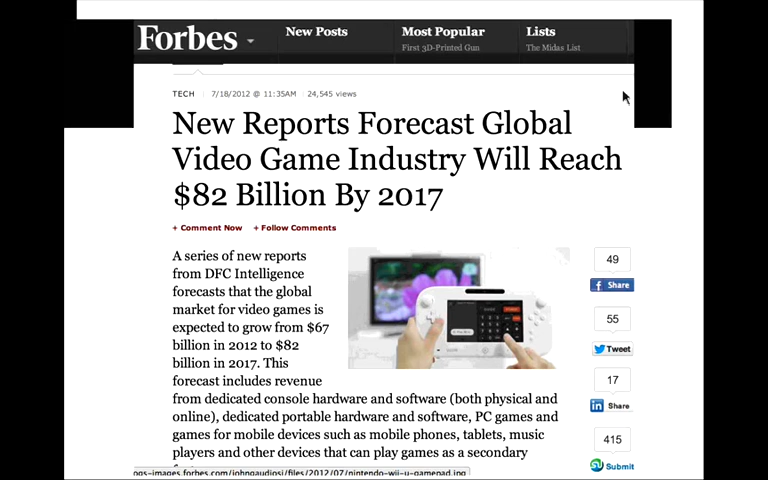 Forbes
New Posts
Most Popular
First 3D-Printed Gun
Lists
The Midas List
TECH 7/18/2012 @ 11:35AM 24,545 views
New Reports Forecast Global
Video Game Industry Will Reach
$82 Billion By 2017
+ Comment Now + Follow Comments
A series of new reports
from DFC Intelligence
forecasts that the global
market for video games is
expected to grow from $67
billion in 2012 to $82
billion in 2017. This
forecast includes revenue
from dedicated console hardware and software (both physical and
online), dedicated portable hardware and software, PC games and
games for mobile devices such as mobile phones, tablets, music
players and other devices that can play games as a secondary
49
Share
55
Tweet
17
in Share
415
Submit
ogs-images.forbes.com/johngaudiosi/files/2012/07/nintendo-wii-u-gamepad.jpg